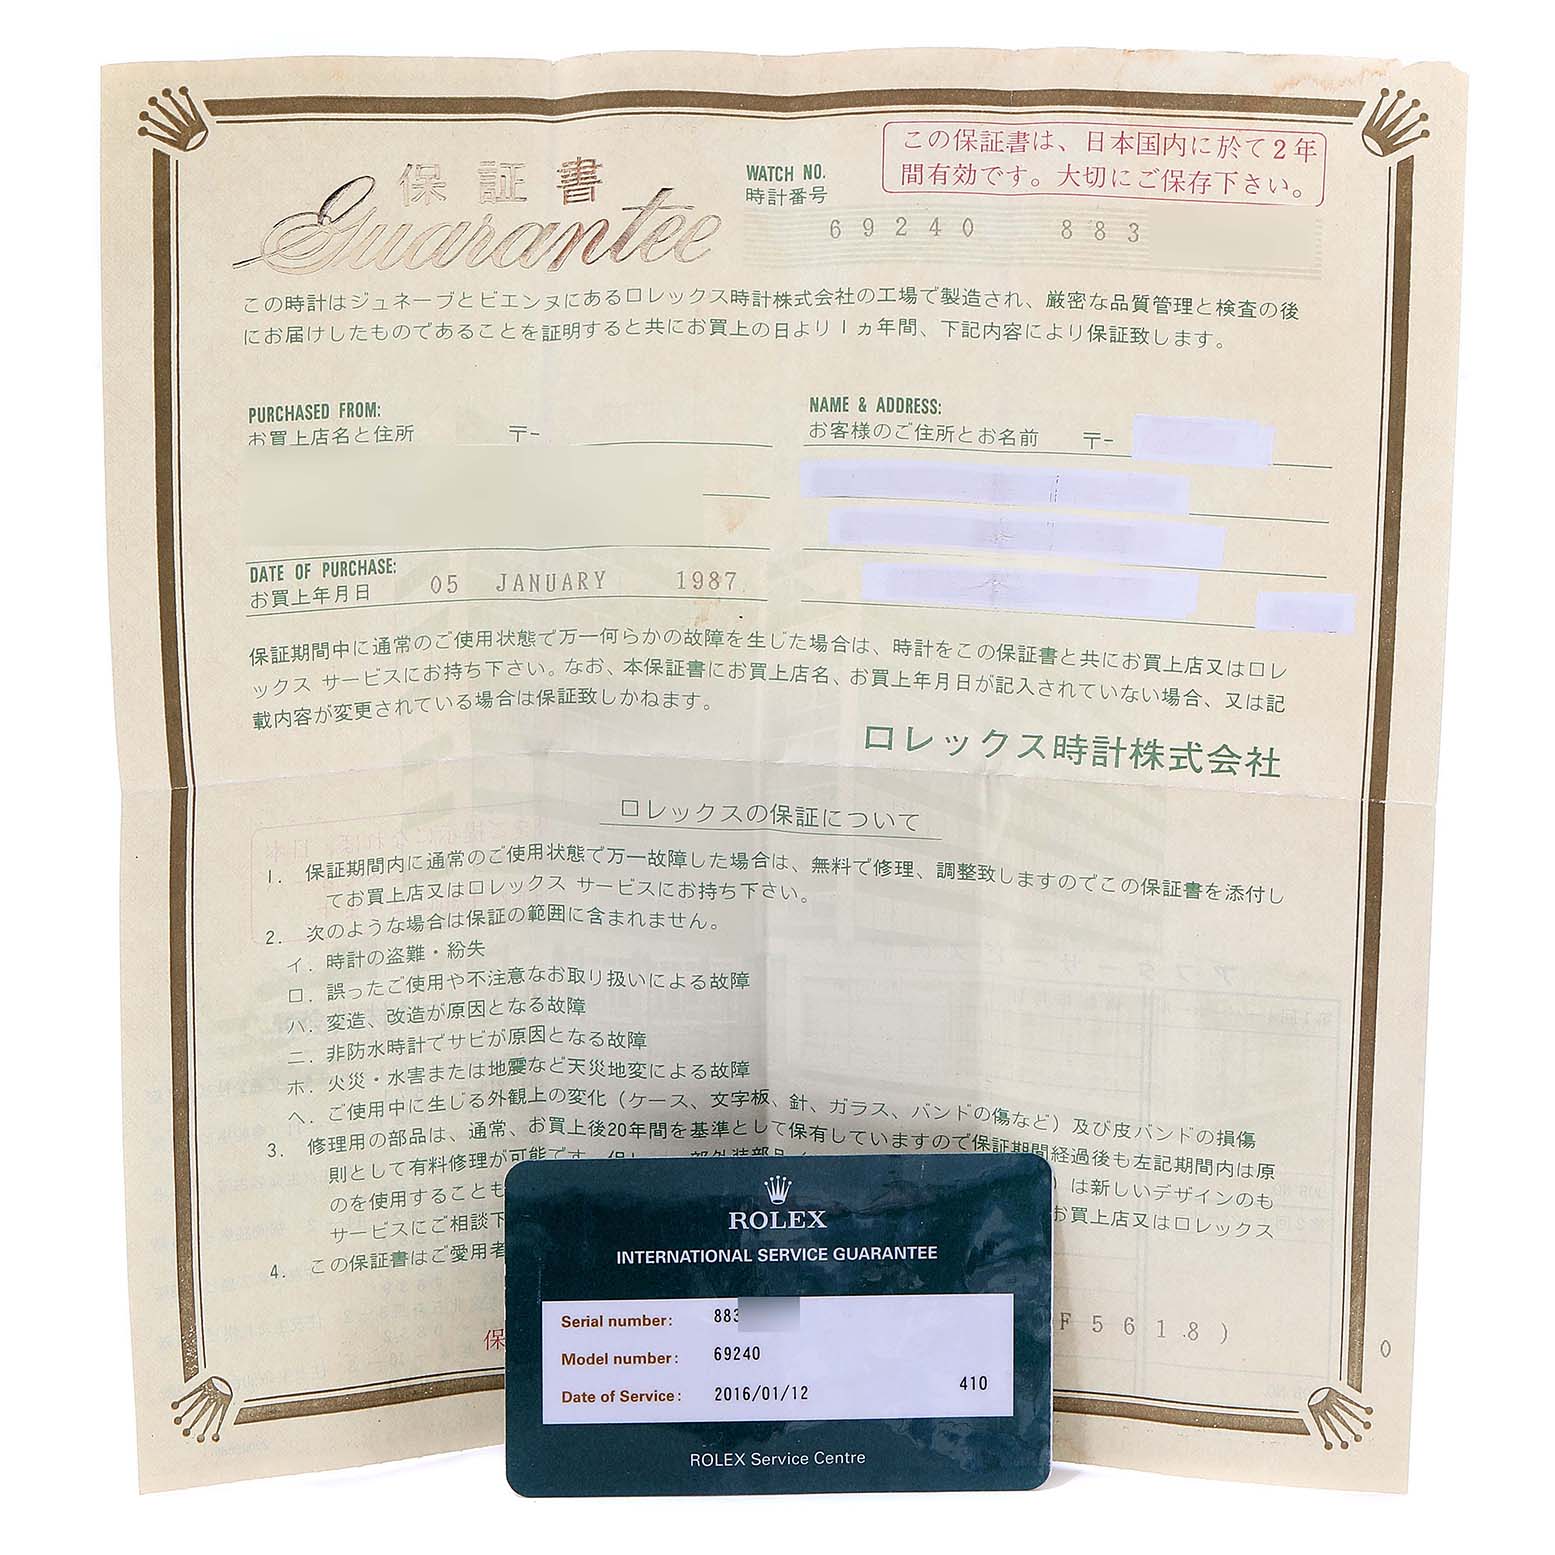 この保証書は、日本国内に於て2年
間有効です。大切にご保存下さい。
保証書
Guarantee
WATCH NO.
時計番号
69240 883
この時計はジュネーブとビエンヌにあるロレックス時計株式会社の工場で製造され、厳密な品質管理と検査の後
にお届けしたものであることを証明すると共にお買上の日より1ヵ年間、下記内容により保証致します。
PURCHASED FROM:
お買上店名と住所 〒-
NAME & ADDRESS:
お客様のご住所とお名前 〒-
DATE OF PURCHASE:
お買上年月日 05 JANUARY 1987
保証期間中に通常のご使用状態で万一何らかの故障を生じた場合は、時計をこの保証書と共にお買上店又はロレ
ックス サービスにお持ち下さい。なお、本保証書にお買上店名、お買上年月日が記入されていない場合、又は記
載内容が変更されている場合は保証致しかねます。
ロレックス時計株式会社
ロレックスの保証について
1. 保証期間内に通常のご使用状態で万一故障した場合は、無料で修理、調整致しますのでこの保証書を添付し
てお買上店又はロレックス サービスにお持ち下さい。
2. 次のような場合は保証の範囲に含まれません。
イ. 時計の盗難・紛失
ロ. 誤ったご使用や不注意なお取り扱いによる故障
ハ. 変造、改造が原因となる故障
ニ. 非防水時計でサビが原因となる故障
ホ. 火災・水害または地震など天災地変による故障
ヘ. ご使用中に生じる外観上の変化（ケース、文字板、針、ガラス、バンドの傷など）及び皮バンドの損傷
3. 修理用の部品は、通常、お買上後20年間を基準として保有していますので保証期間経過後も左記期間内は原
則として有料修理が可能です
のを使用することも ）は新しいデザインのも
サービスにご相談下 お買上店又はロレックス
4. この保証書はご愛用者
保 F5618)
0
ROLEX
INTERNATIONAL SERVICE GUARANTEE
Serial number: 883
Model number: 69240
Date of Service: 2016/01/12 410
ROLEX Service Centre